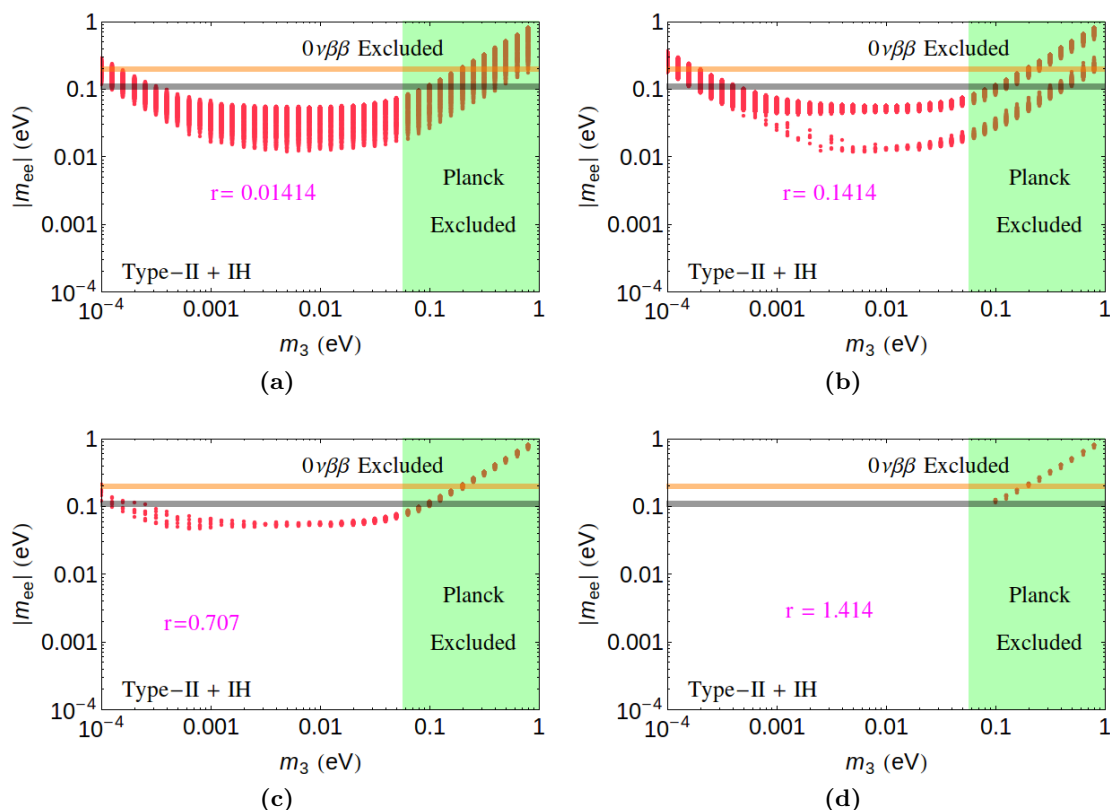 1
0.1
0.01
0.001
10⁻⁴
|m_ee| (eV)
0νββ Excluded
r= 0.01414
Planck
Excluded
Type−II + IH
10⁻⁴ 0.001 0.01 0.1 1
m₃ (eV)
(a)
1
0.1
0.01
0.001
10⁻⁴
|m_ee| (eV)
0νββ Excluded
r= 0.1414
Planck
Excluded
Type−II + IH
10⁻⁴ 0.001 0.01 0.1 1
m₃ (eV)
(b)
1
0.1
0.01
0.001
10⁻⁴
|m_ee| (eV)
0νββ Excluded
Planck
r=0.707
Excluded
Type−II + IH
10⁻⁴ 0.001 0.01 0.1 1
m₃ (eV)
(c)
1
0.1
0.01
0.001
10⁻⁴
|m_ee| (eV)
0νββ Excluded
Planck
r = 1.414
Excluded
Type−II + IH
10⁻⁴ 0.001 0.01 0.1 1
m₃ (eV)
(d)